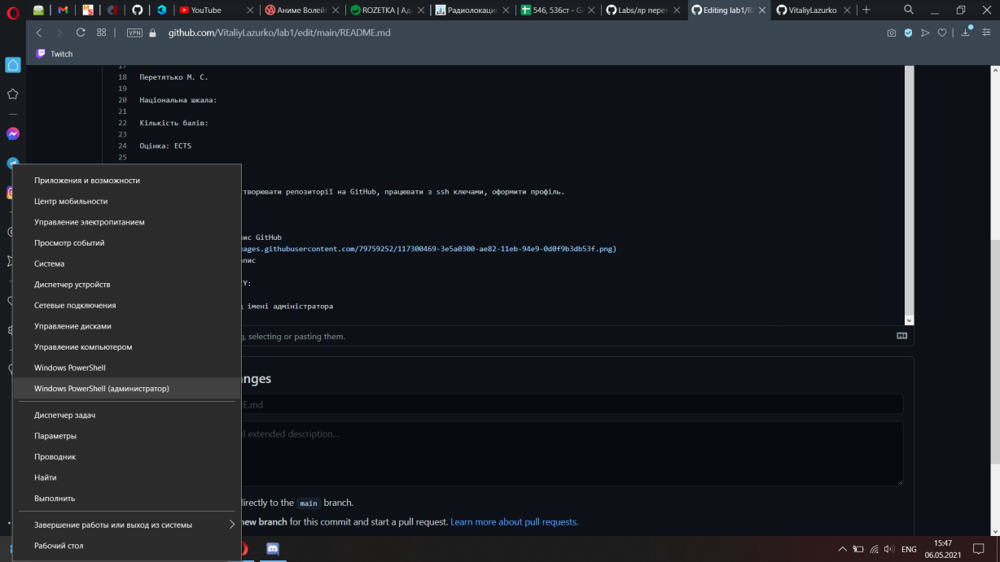 YouTube
Аниме Волей
ROZETKA | Ад
Радиолокаци
546, 536ст - G
Labs/лр перет
Editing lab1/R
VitaliyLazurko
VPN
github.com/VitaliyLazurko/lab1/edit/main/README.md
Twitch
17
18 Перетятько М. С.
19
20 Національна шкала:
21
22 Кількість балів:
23
24 Оцінка: ECTS
25
творювати репозиторії на GitHub, працювати з ssh ключами, оформити профіль.
ис GitHub
ages.githubusercontent.com/79759252/117300469-3e5a0300-ae82-11eb-94e9-0d0f9b3db53f.png)
апис
Y:
імені адміністратора
, selecting or pasting them.
nges
E.md
l extended description...
directly to the main branch.
new branch for this commit and start a pull request. Learn more about pull requests.
Приложения и возможности
Центр мобильности
Управление электропитанием
Просмотр событий
Система
Диспетчер устройств
Сетевые подключения
Управление дисками
Управление компьютером
Windows PowerShell
Windows PowerShell (администратор)
Диспетчер задач
Параметры
Проводник
Найти
Выполнить
Завершение работы или выход из системы
Рабочий стол
ENG
15:47
06.05.2021